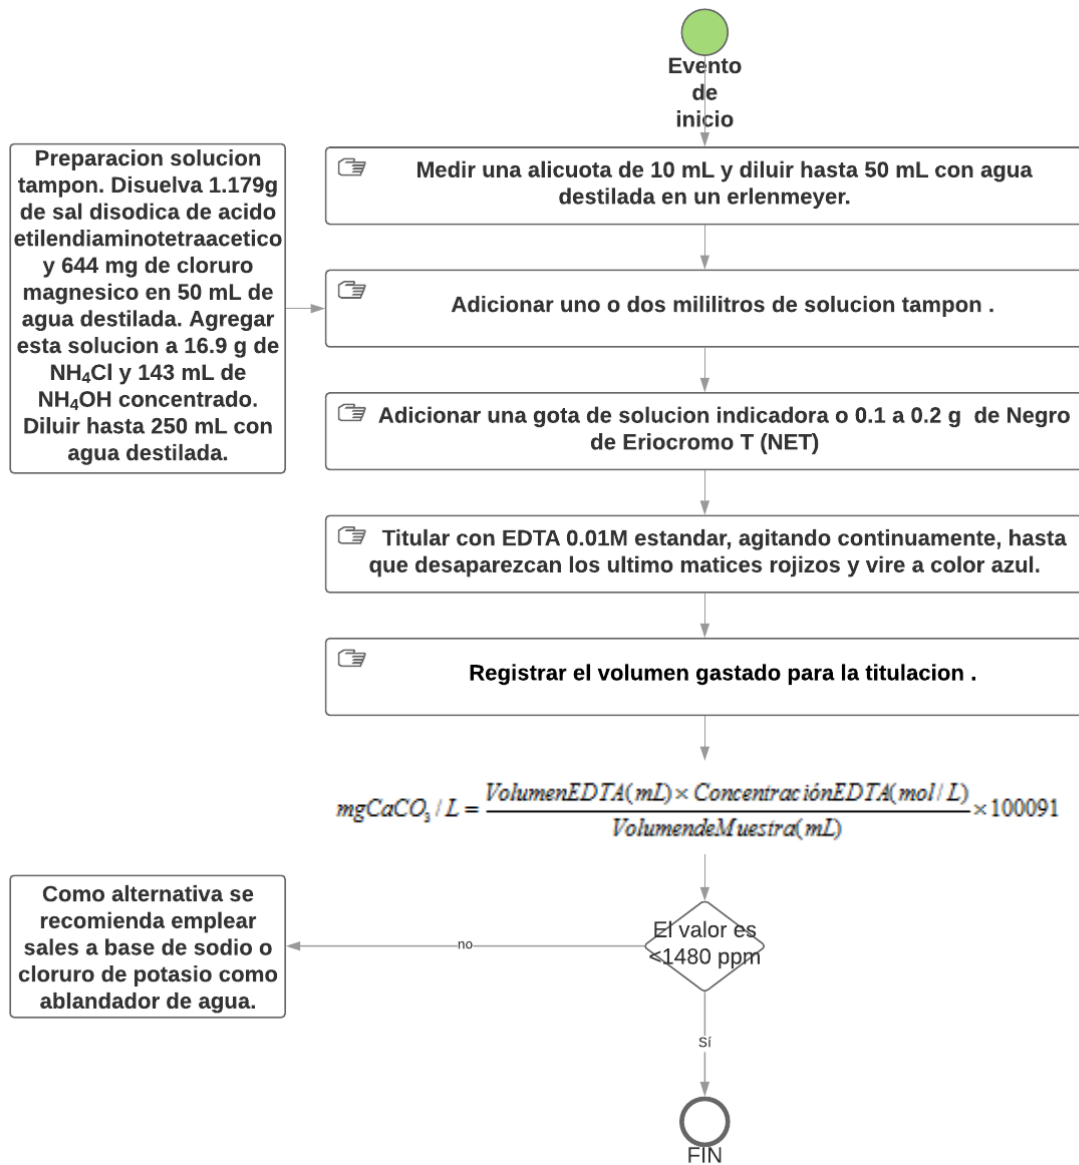 Evento
de
inicio
Preparacion solucion
tampon. Disuelva 1.179g
de sal disodica de acido
etilendiaminotetraacetico
y 644 mg de cloruro
magnesico en 50 mL de
agua destilada. Agregar
esta solucion a 16.9 g de
NH₄Cl y 143 mL de
NH₄OH concentrado.
Diluir hasta 250 mL con
agua destilada.
Medir una alicuota de 10 mL y diluir hasta 50 mL con agua
destilada en un erlenmeyer.
Adicionar uno o dos mililitros de solucion tampon .
Adicionar una gota de solucion indicadora o 0.1 a 0.2 g de Negro
de Eriocromo T (NET)
Titular con EDTA 0.01M estandar, agitando continuamente, hasta
que desaparezcan los ultimo matices rojizos y vire a color azul.
Registrar el volumen gastado para la titulacion .
mgCaCO₃ / L = VolumenEDTA(mL) × ConcentraciónEDTA(mol / L) / VolumendeMuestra(mL) × 100091
El valor es
<1480 ppm
no
Como alternativa se
recomienda emplear
sales a base de sodio o
cloruro de potasio como
ablandador de agua.
Sí
FIN